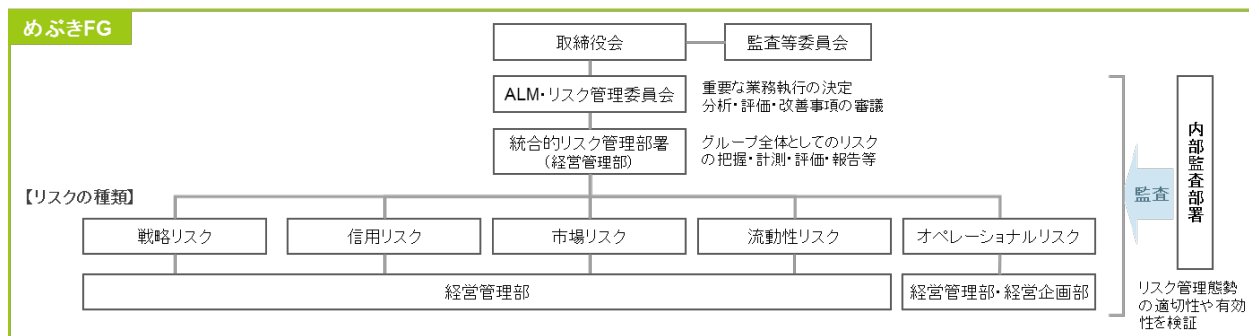 めぶきFG
取締役会
監査等委員会
ALM・リスク管理委員会
重要な業務執行の決定
分析・評価・改善事項の審議
統合的リスク管理部署
（経営管理部）
グループ全体としてのリスク
の把握・計測・評価・報告等
【リスクの種類】
戦略リスク
信用リスク
市場リスク
流動性リスク
オペレーショナルリスク
経営管理部
経営管理部・経営企画部
監査
内部監査部署
リスク管理態勢
の適切性や有効
性を検証